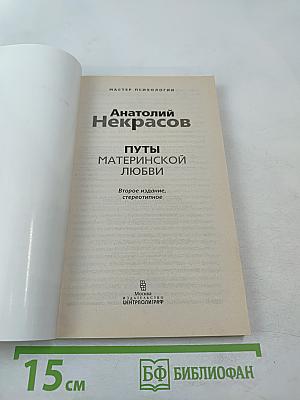 МАСТЕР ПСИХОЛОГИИ
Анатолий
Некрасов
ПУТЫ
МАТЕРИНСКОЙ
ЛЮБВИ
Второе издание,
стереотипное
Москва
ИЗДАТЕЛЬСТВО
ЦЕНТРПОЛИГРАФ
15 см
БФ БИБЛИОФАН